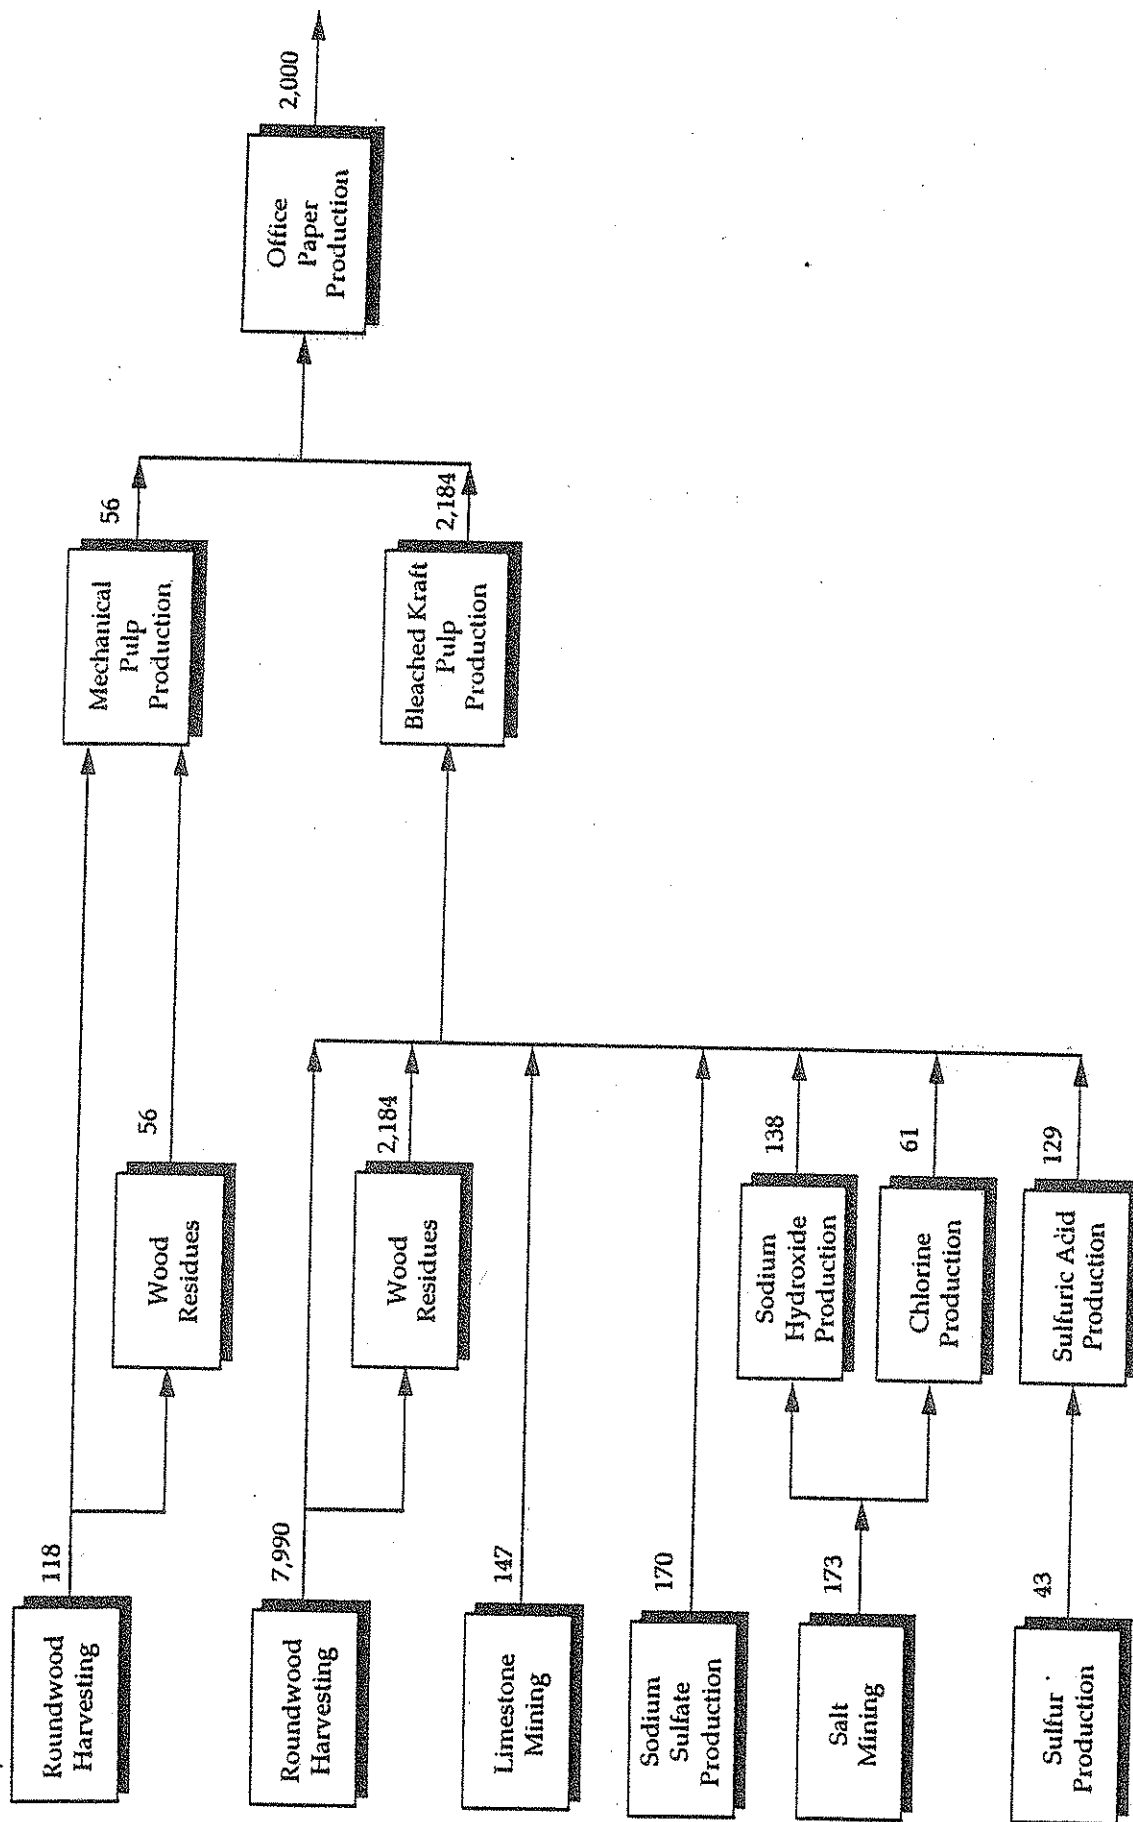 Roundwood
Harvesting
118
Wood
Residues
56
Mechanical
Pulp
Production
56
Roundwood
Harvesting
7,990
Wood
Residues
2,184
Limestone
Mining
147
Sodium
Sulfate
Production
170
Salt
Mining
173
Sodium
Hydroxide
Production
138
Chlorine
Production
61
Sulfur
Production
43
Sulfuric Acid
Production
129
Bleached Kraft
Pulp
Production
2,184
Office
Paper
Production
2,000